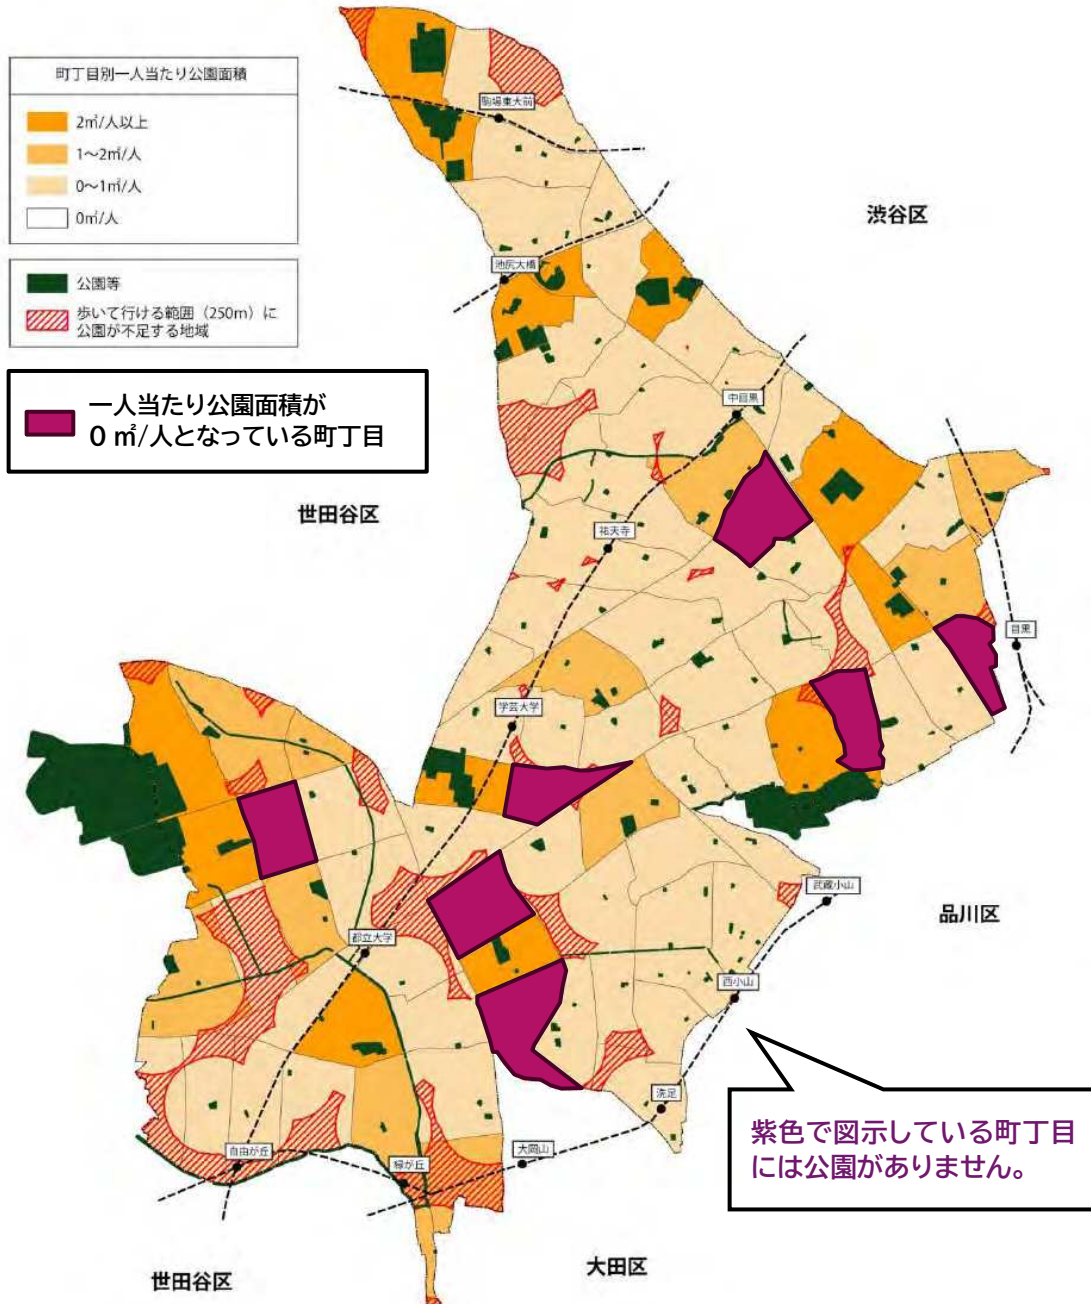 町丁目別一人当たり公園面積
2㎡/人以上
1〜2㎡/人
0〜1㎡/人
0㎡/人
公園等
歩いて行ける範囲（250m）に
公園が不足する地域
一人当たり公園面積が
０㎡/人となっている町丁目
駒場東大前
渋谷区
池尻大橋
中目黒
世田谷区
祐天寺
目黒
学芸大学
武蔵小山
品川区
都立大学
西小山
洗足
紫色で図示している町丁目
には公園がありません。
自由が丘
緑が丘
大岡山
世田谷区
大田区